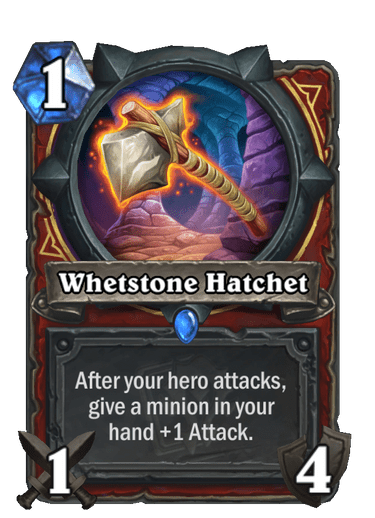 1
Whetstone Hatchet
After your hero attacks,
give a minion in your
hand +1 Attack.
1
4